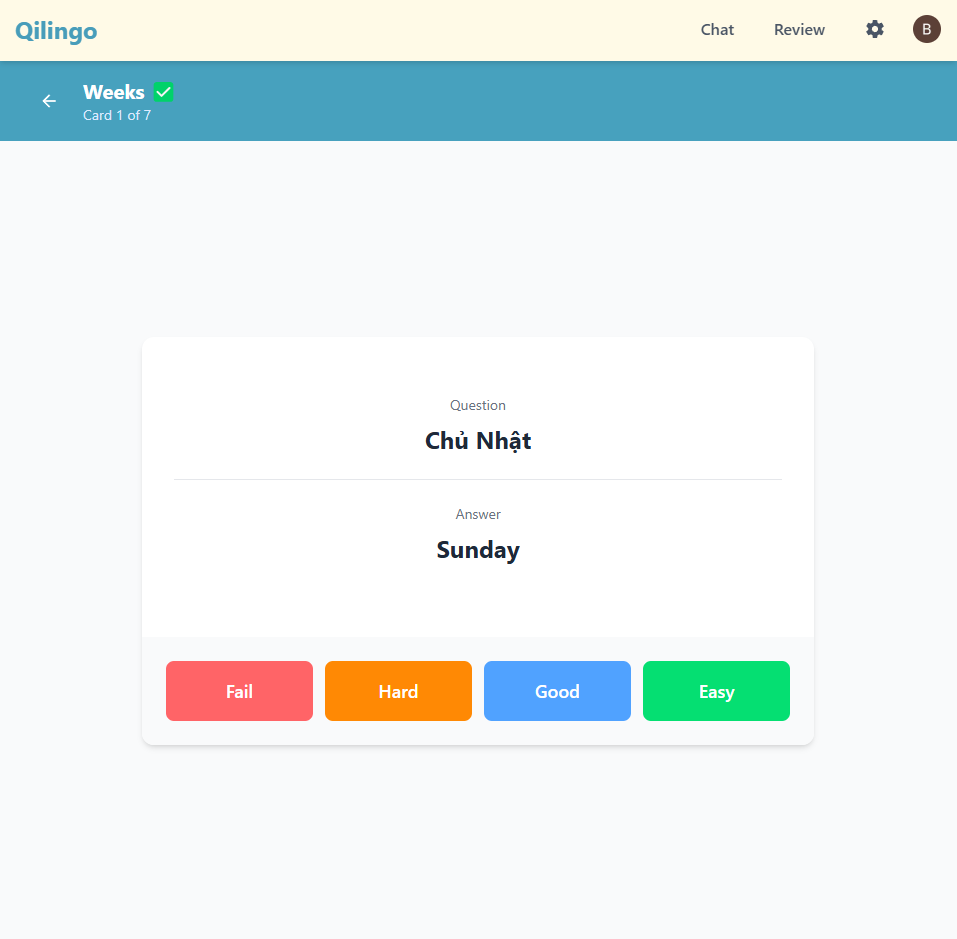 Qilingo
Chat
Review
B
Weeks ✅
Card 1 of 7
Question
Chủ Nhật
Answer
Sunday
Fail
Hard
Good
Easy